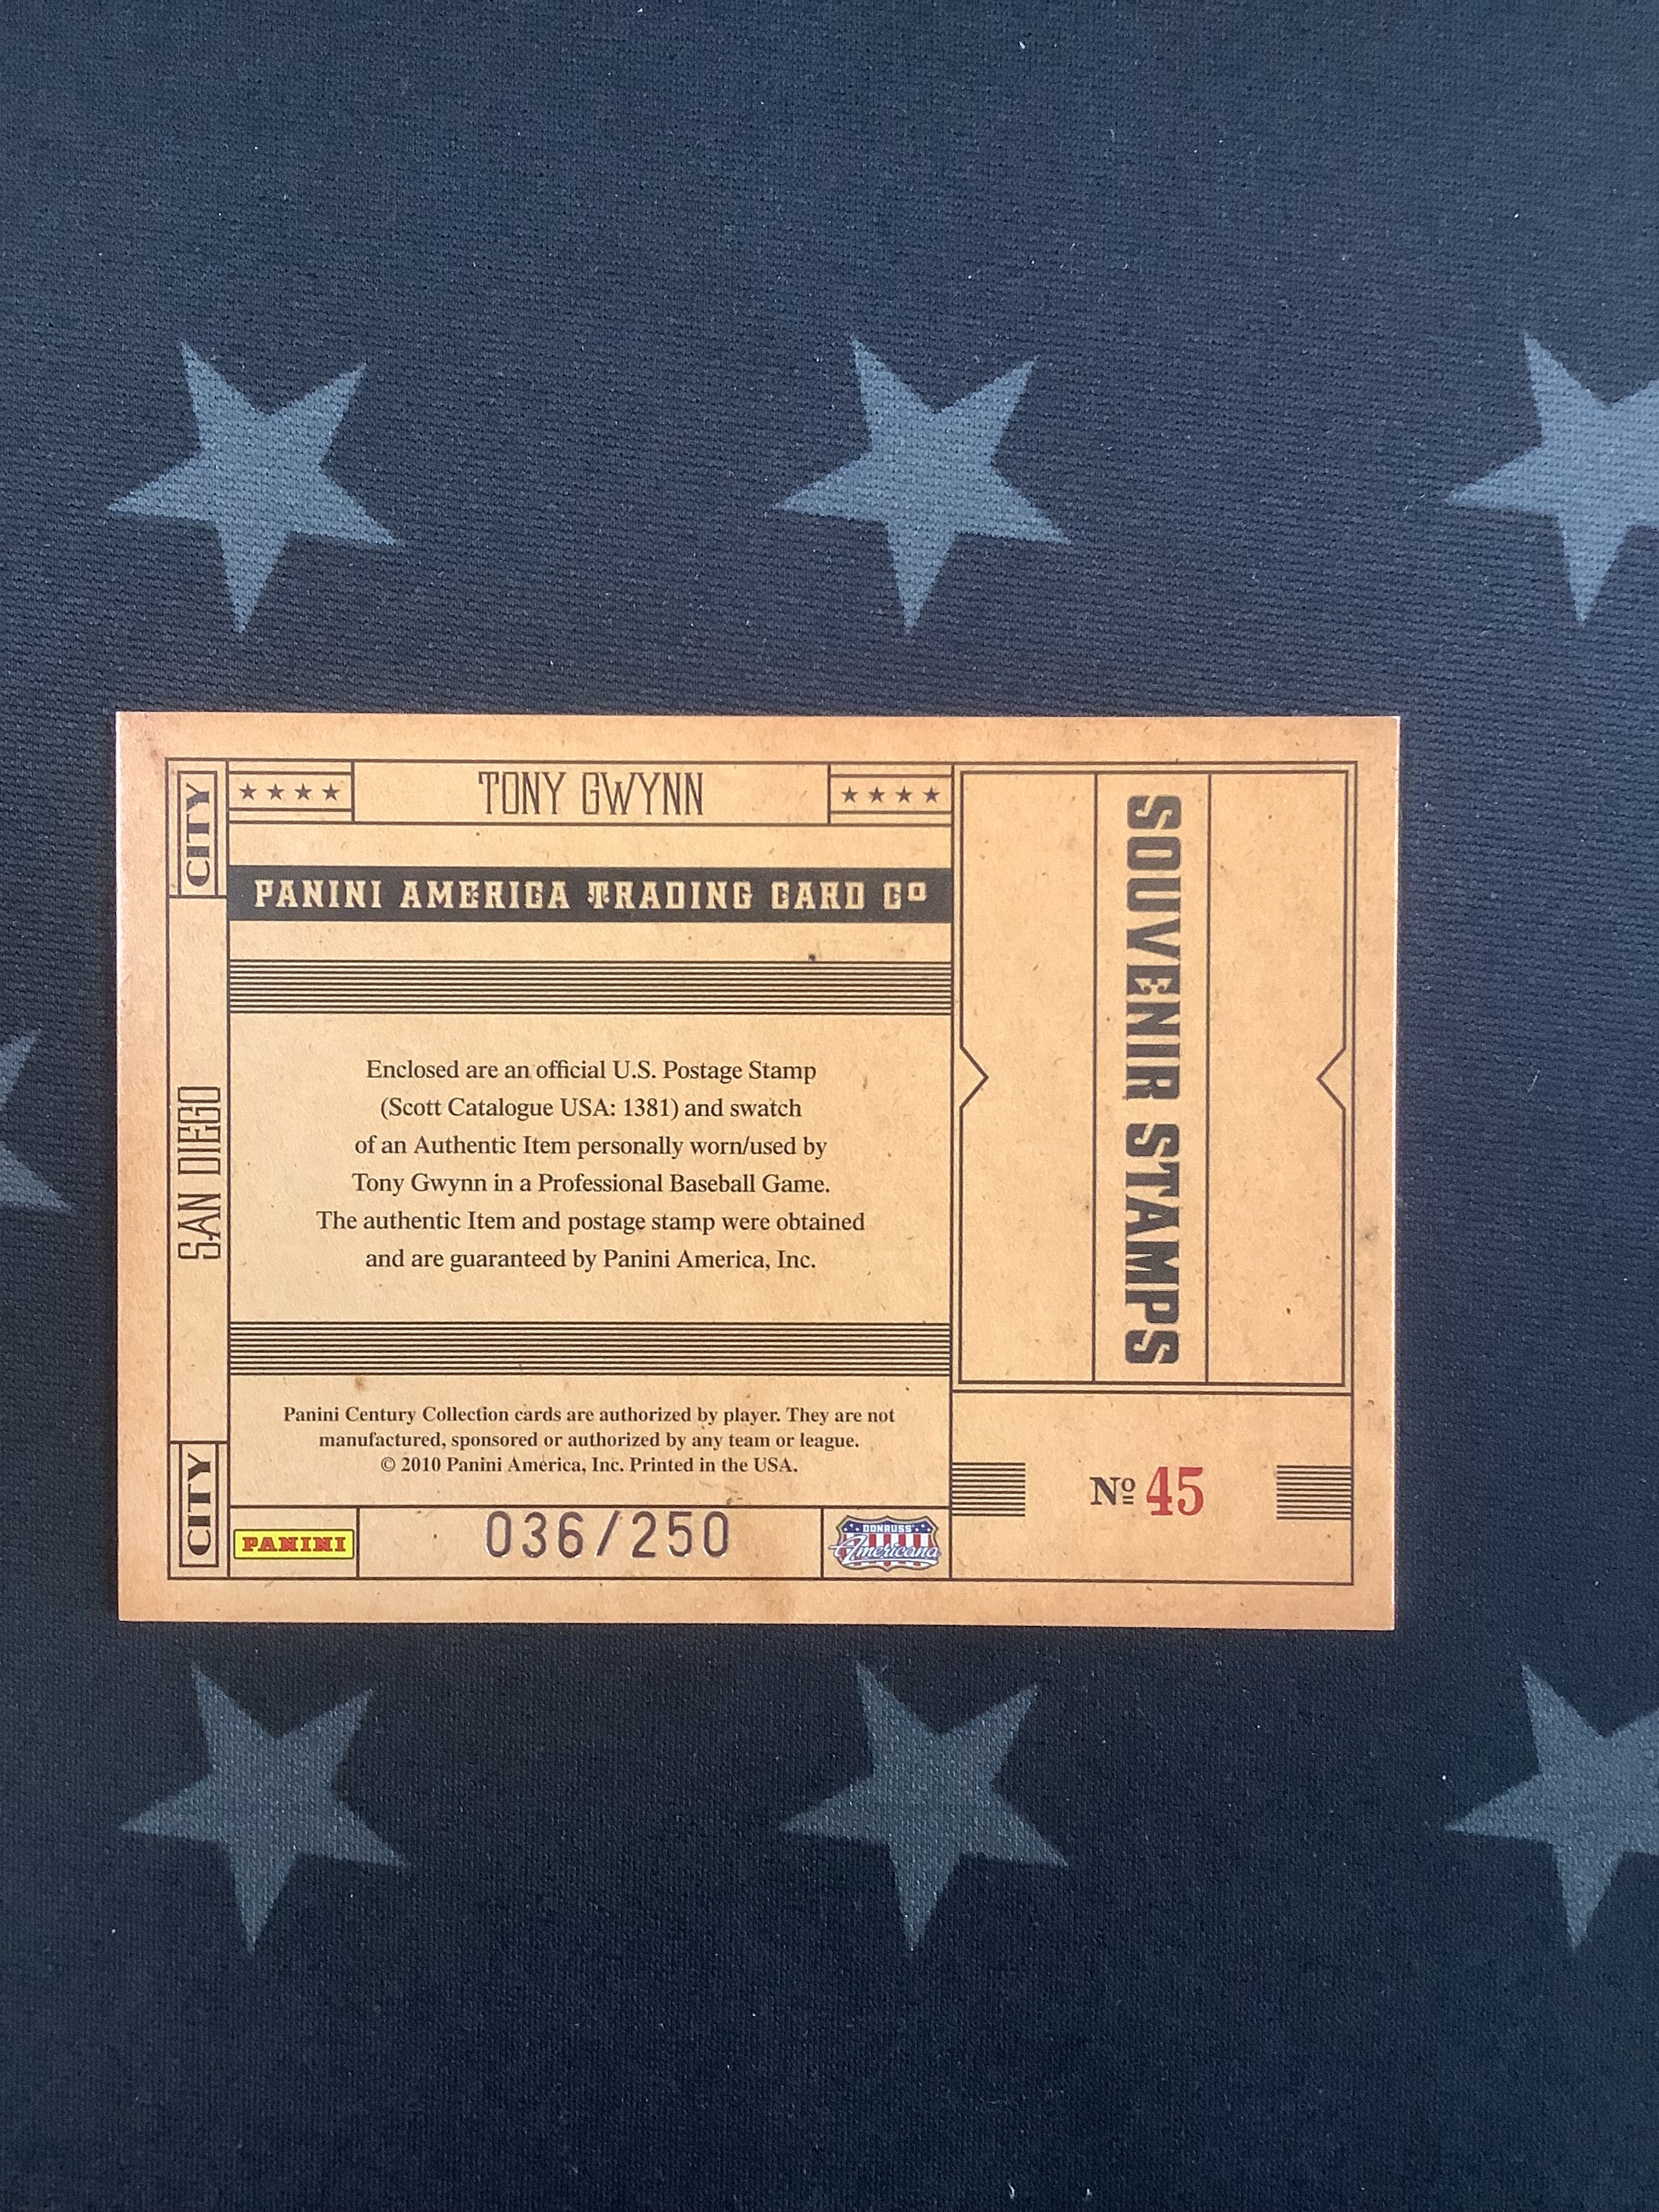 TONY GWYNN
CITY
SAN DIEGO
CITY
PANINI AMERICA TRADING CARD Cº
Enclosed are an official U.S. Postage Stamp
(Scott Catalogue USA: 1381) and swatch
of an Authentic Item personally worn/used by
Tony Gwynn in a Professional Baseball Game.
The authentic Item and postage stamp were obtained
and are guaranteed by Panini America, Inc.
Panini Century Collection cards are authorized by player. They are not
manufactured, sponsored or authorized by any team or league.
© 2010 Panini America, Inc. Printed in the USA.
PANINI
036/250
DONRUSS
Americana
SOUVENIR STAMPS
Nº 45